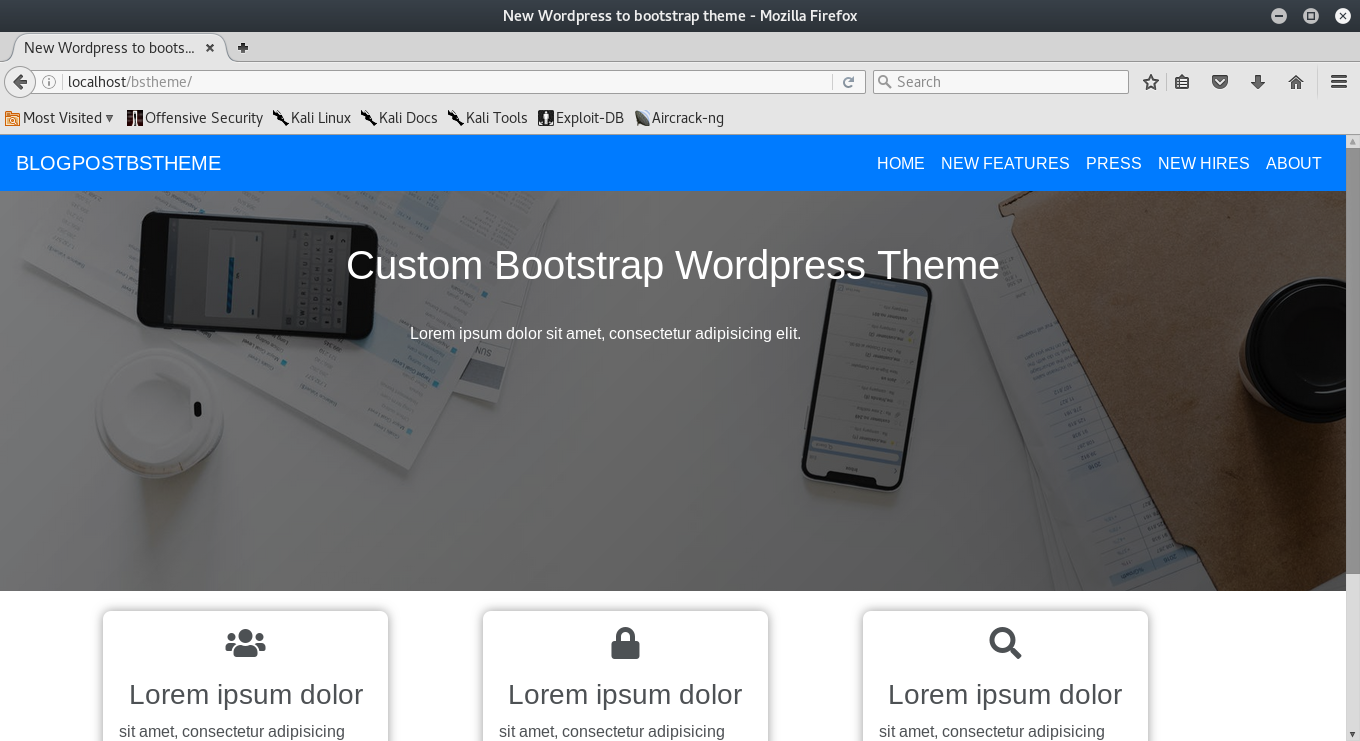 New Wordpress to bootstrap theme - Mozilla Firefox
New Wordpress to boots...
localhost/bstheme/
Search
Most Visited Offensive Security Kali Linux Kali Docs Kali Tools Exploit-DB Aircrack-ng
BLOGPOSTBSTHEME HOME NEW FEATURES PRESS NEW HIRES ABOUT
Custom Bootstrap Wordpress Theme
Lorem ipsum dolor sit amet, consectetur adipisicing elit.
SUN
Lorem ipsum dolor
sit amet, consectetur adipisicing
Lorem ipsum dolor
sit amet, consectetur adipisicing
Lorem ipsum dolor
sit amet, consectetur adipisicing